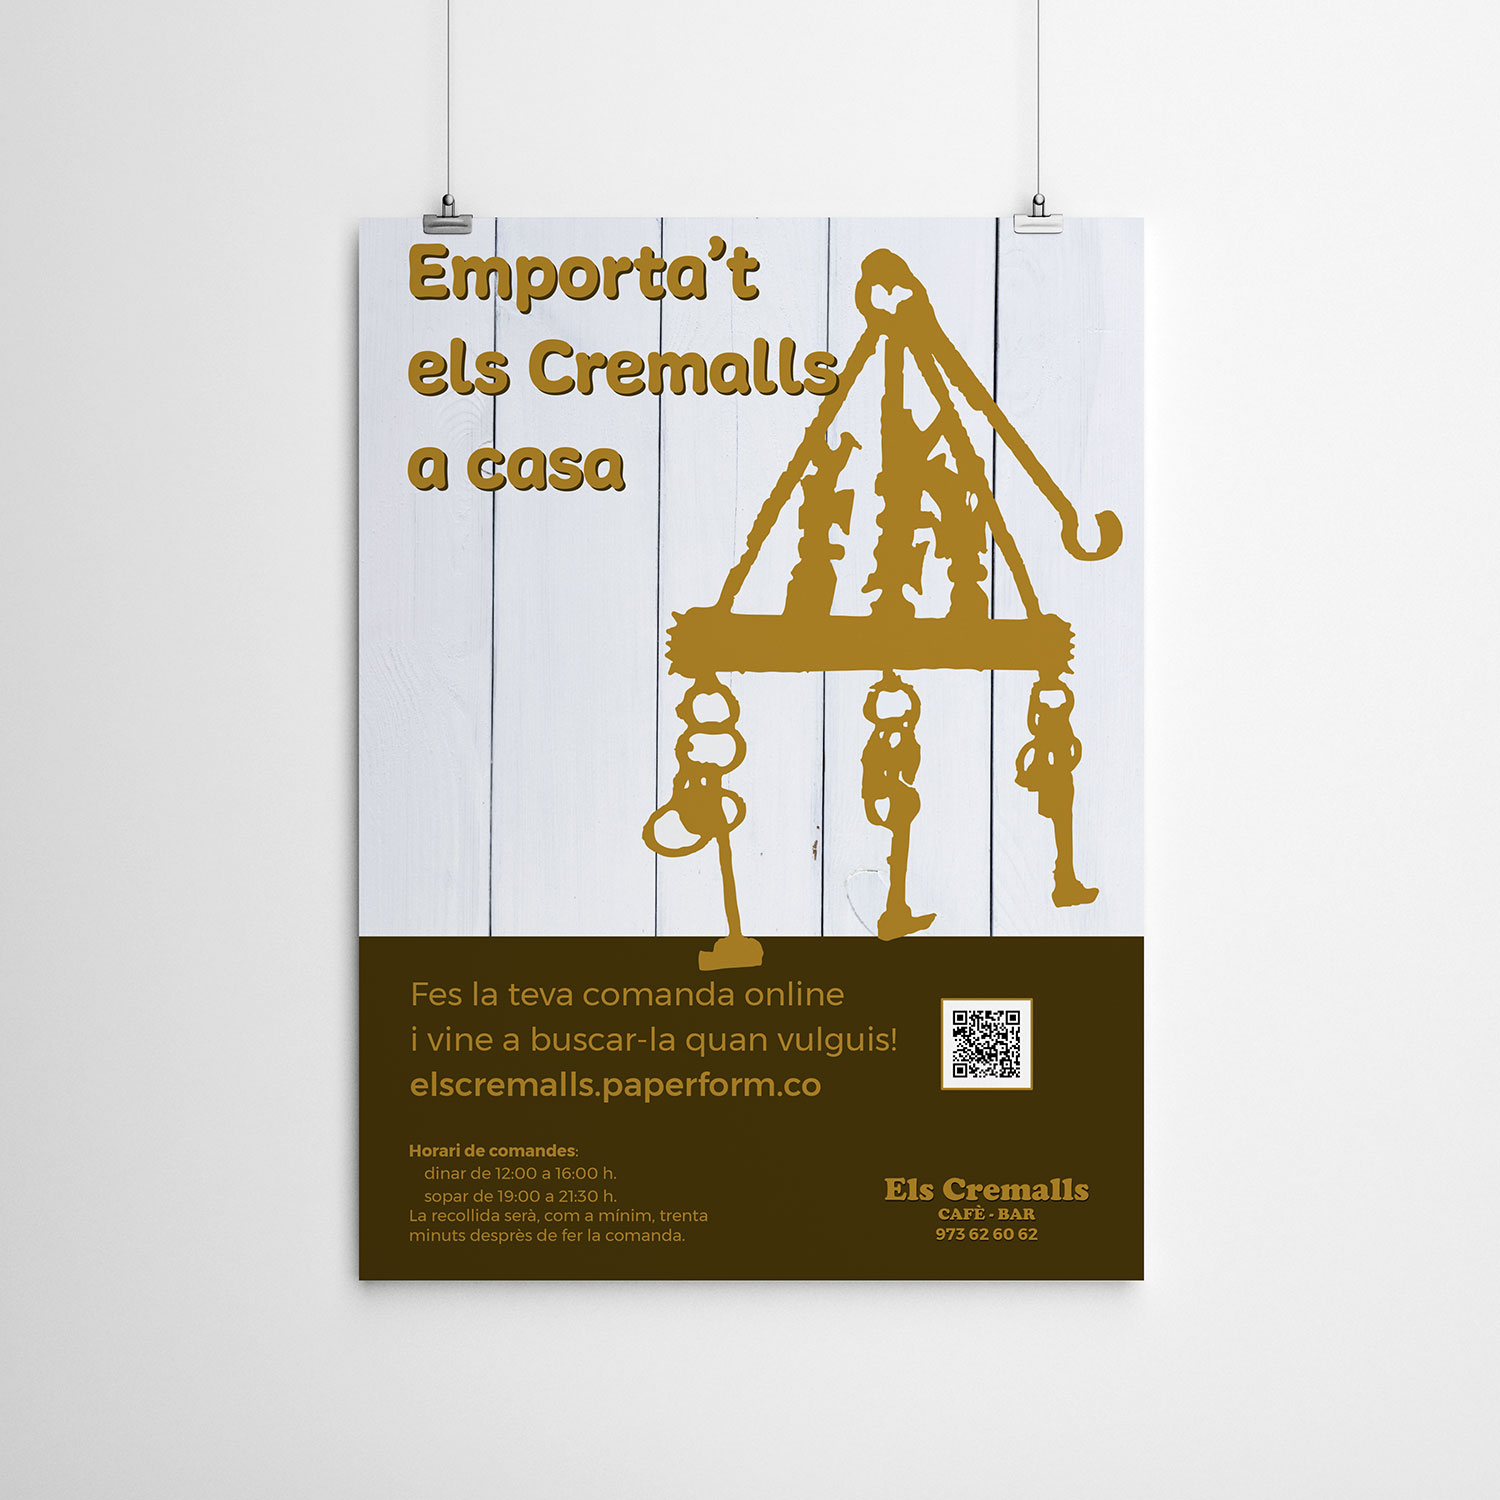 Emporta't
els Cremalls
a casa
Fes la teva comanda online
i vine a buscar-la quan vulguis!
elscremalls.paperform.co
Horari de comandes:
dinar de 12:00 a 16:00 h.
sopar de 19:00 a 21:30 h.
La recollida serà, com a mínim, trenta
minuts desprès de fer la comanda.
Els Cremalls
CAFÈ - BAR
973 62 60 62